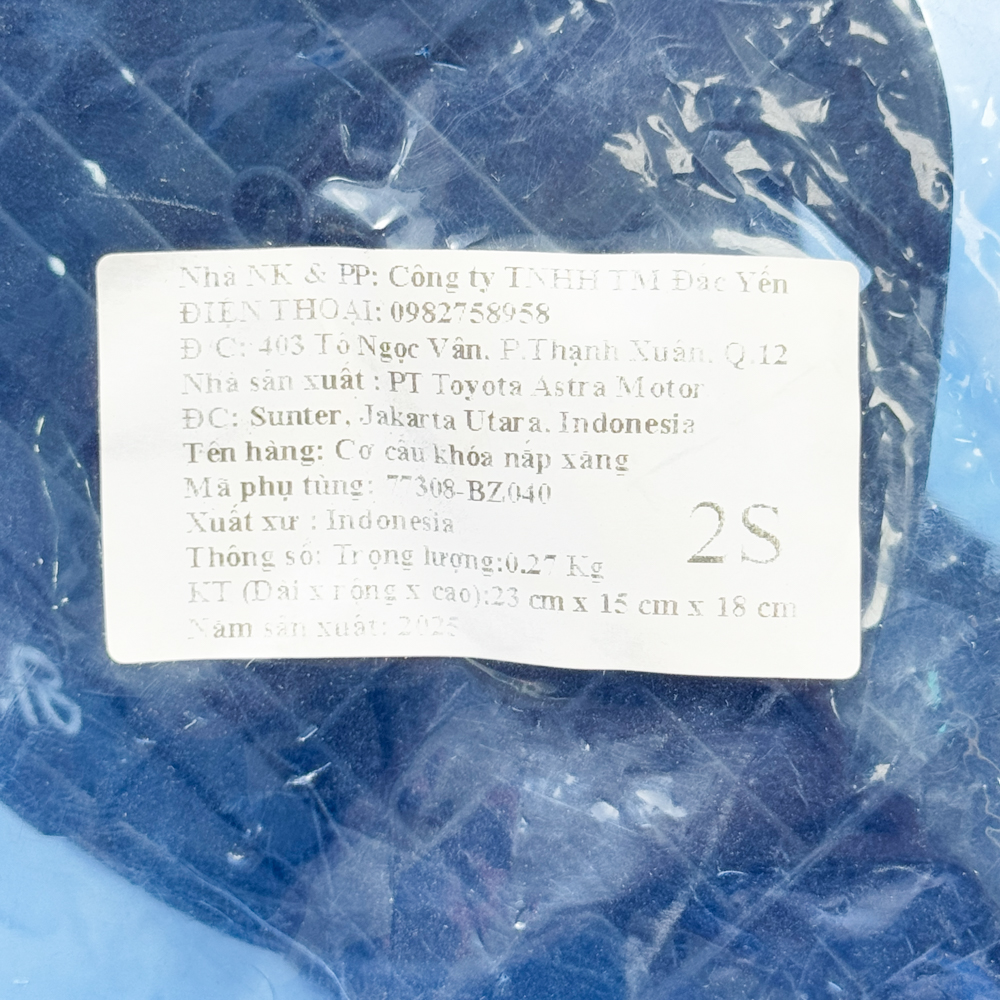 Nhà NK & PP: Công ty TNHH TM Đắc Yến
ĐIỆN THOẠI: 0982758958
Đ/C: 403 Tô Ngọc Vân, P.Thạnh Xuân, Q.12
Nhà sản xuất : PT Toyota Astra Motor
ĐC: Sunter, Jakarta Utara, Indonesia
Tên hàng: Cơ cấu khóa nắp xăng
Mã phụ tùng: 77308-BZ040
Xuất xứ : Indonesia
2S
Thông số: Trọng lượng:0.27 Kg
KT (Dài x rộng x cao):23 cm x 15 cm x 18 cm
Năm sản xuất: 2025